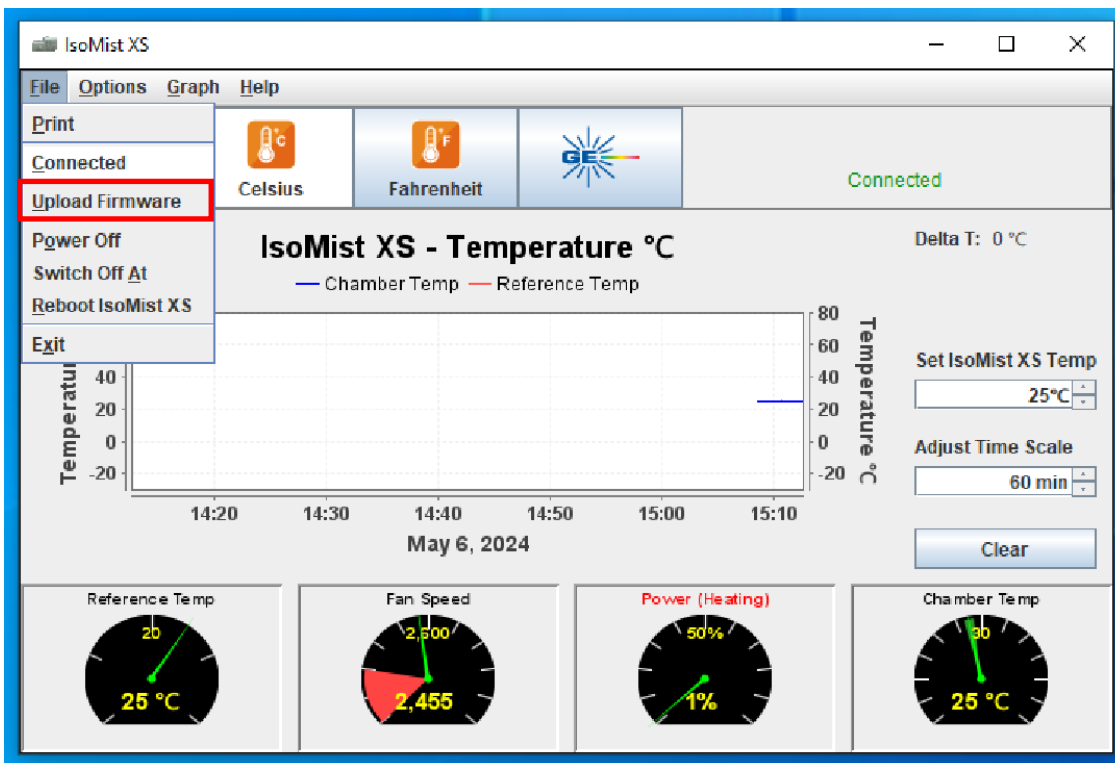 IsoMist XS
File Options Graph Help
Print
Connected
Upload Firmware
Power Off
Switch Off At
Reboot IsoMist XS
Exit
Celsius
Fahrenheit
GE
Connected
IsoMist XS - Temperature °C
Chamber Temp
Reference Temp
Delta T: 0 °C
40
20
0
-20
80
60
40
20
0
-20
Temperature °C
Set IsoMist XS Temp
25°C
Adjust Time Scale
60 min
Clear
14:20 14:30 14:40 14:50 15:00 15:10
May 6, 2024
Reference Temp
20
25 °C
Fan Speed
2,455
Power (Heating)
50%
1%
Chamber Temp
30
25 °C